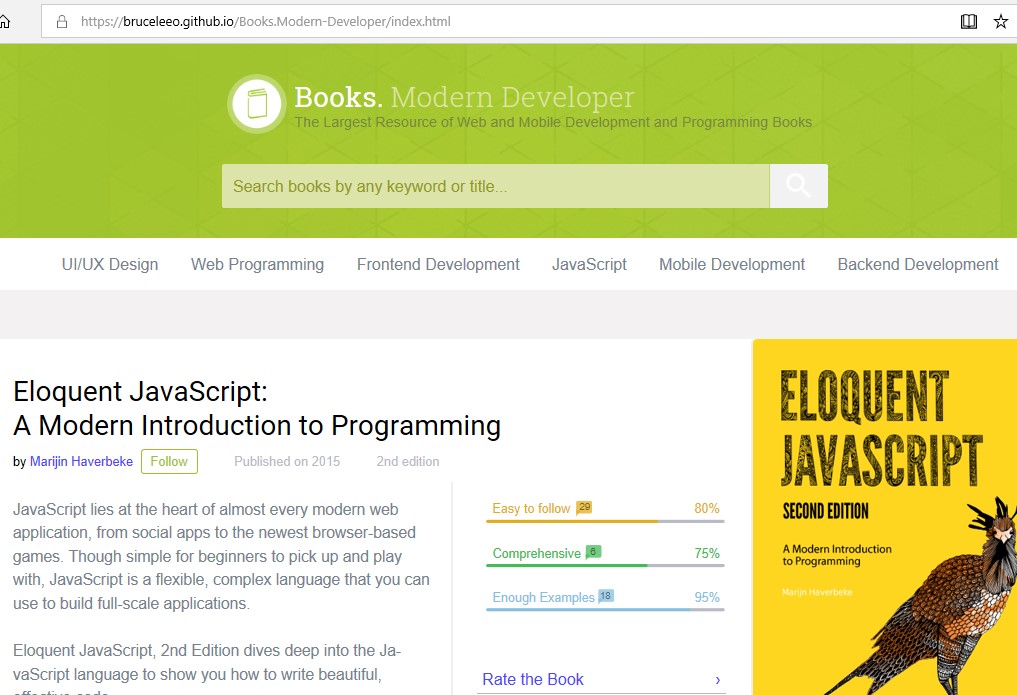 https://bruceleeo.github.io/Books.Modern-Developer/index.html
Books. Modern Developer
The Largest Resource of Web and Mobile Development and Programming Books
Search books by any keyword or title...
UI/UX Design Web Programming Frontend Development JavaScript Mobile Development Backend Development
Eloquent JavaScript:
A Modern Introduction to Programming
by Marijin Haverbeke Follow Published on 2015 2nd edition
JavaScript lies at the heart of almost every modern web
application, from social apps to the newest browser-based
games. Though simple for beginners to pick up and play
with, JavaScript is a flexible, complex language that you can
use to build full-scale applications.
Eloquent JavaScript, 2nd Edition dives deep into the Ja-
vaScript language to show you how to write beautiful,
effective code.
Easy to follow 29 80%
Comprehensive 6 75%
Enough Examples 18 95%
Rate the Book ›
ELOQUENT
JAVASCRIPT
SECOND EDITION
A Modern Introduction
to Programming
Marijn Haverbeke